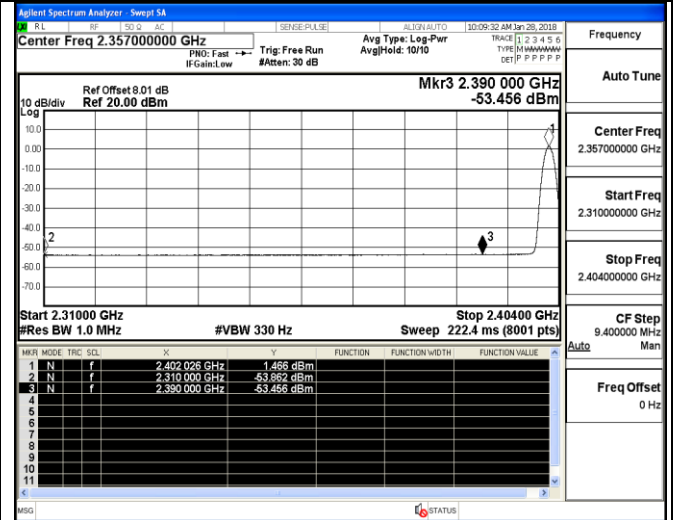 Agilent Spectrum Analyzer - Swept SA
RL RF 50 Ω AC SENSE:PULSE ALIGN AUTO 10:09:32 AM Jan 28, 2018
Center Freq 2.357000000 GHz
PNO: Fast
IFGain:Low
Trig: Free Run
#Atten: 30 dB
Avg Type: Log-Pwr
Avg|Hold: 10/10
TRACE 1 2 3 4 5 6
TYPE M WWWWW
DET P P P P P P
Ref Offset 8.01 dB
10 dB/div Ref 20.00 dBm
Log
Mkr3 2.390 000 GHz
-53.456 dBm
10.0
0.00
-10.0
-20.0
-30.0
-40.0
-50.0
-60.0
-70.0
1
2
3
Start 2.31000 GHz Stop 2.40400 GHz
#Res BW 1.0 MHz #VBW 330 Hz Sweep 222.4 ms (8001 pts)
MKR MODE TRC SCL X Y FUNCTION FUNCTION WIDTH FUNCTION VALUE
1 N f 2.402 026 GHz 1.466 dBm
2 N f 2.310 000 GHz -53.862 dBm
3 N f 2.390 000 GHz -53.456 dBm
4
5
6
7
8
9
10
11
MSG STATUS
Frequency
Auto Tune
Center Freq
2.357000000 GHz
Start Freq
2.310000000 GHz
Stop Freq
2.404000000 GHz
CF Step
9.400000 MHz
Auto Man
Freq Offset
0 Hz